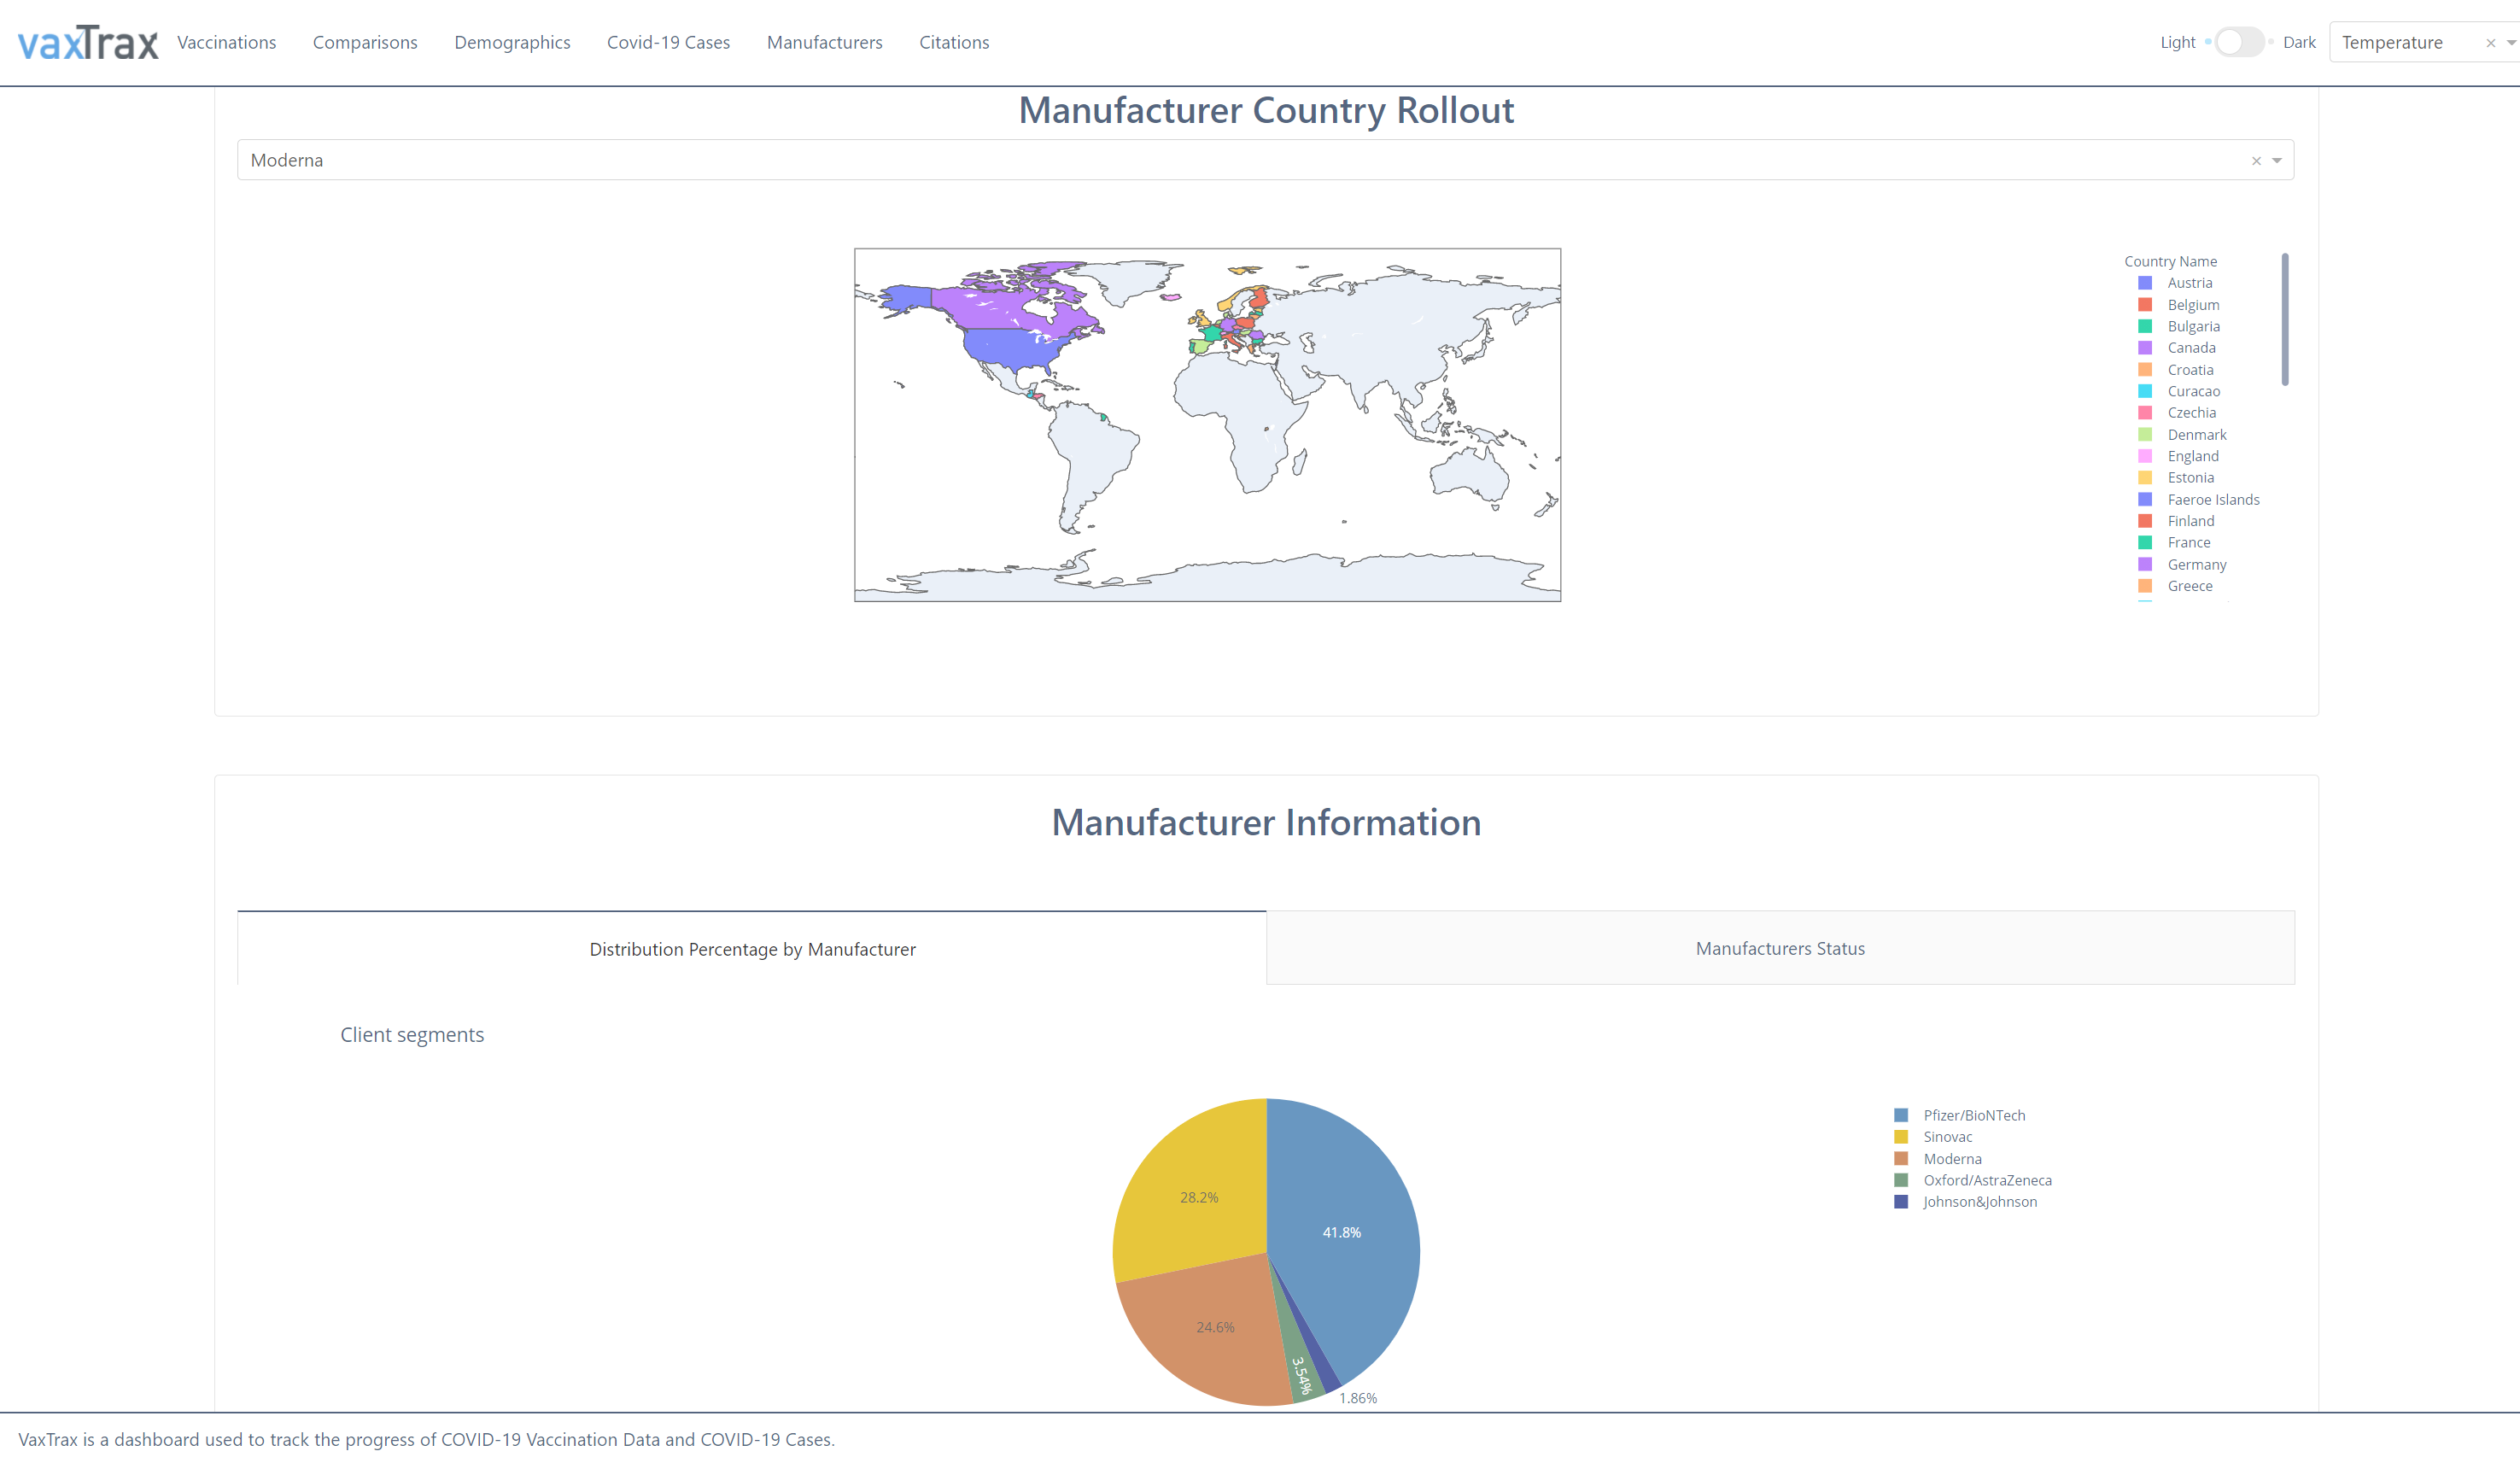 vaxTrax Vaccinations Comparisons Demographics Covid-19 Cases Manufacturers Citations Light Dark Temperature
Manufacturer Country Rollout
Moderna
Country Name
Austria
Belgium
Bulgaria
Canada
Croatia
Curacao
Czechia
Denmark
England
Estonia
Faeroe Islands
Finland
France
Germany
Greece
Manufacturer Information
Distribution Percentage by Manufacturer Manufacturers Status
Client segments
Pfizer/BioNTech
Sinovac
Moderna
Oxford/AstraZeneca
Johnson&Johnson
28.2%
41.8%
24.6%
3.54%
1.86%
VaxTrax is a dashboard used to track the progress of COVID-19 Vaccination Data and COVID-19 Cases.